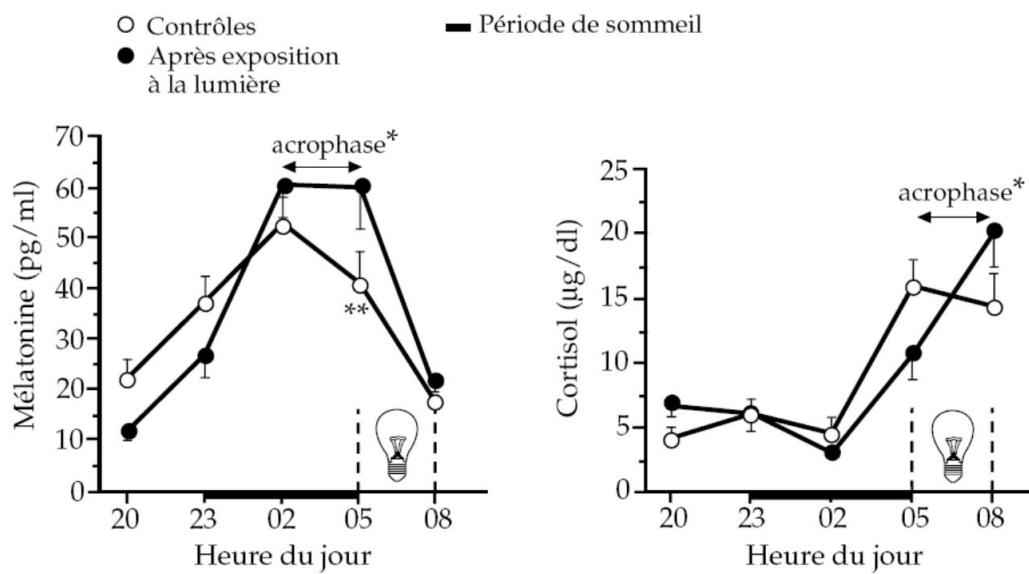 Contrôles
Période de sommeil
Après exposition
à la lumière
Mélatonine (pg/ml)
70
60
50
40
30
20
10
0
acrophase*
**
20
23
02
05
08
Heure du jour
Cortisol (µg/dl)
25
20
15
10
5
0
acrophase*
20
23
02
05
08
Heure du jour